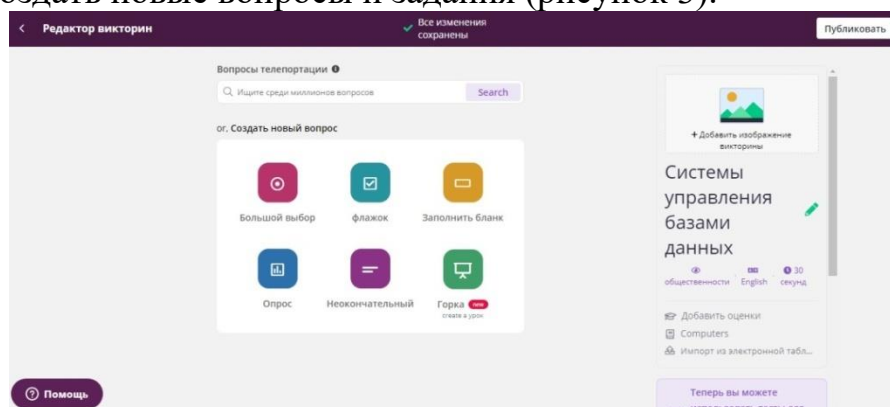 оздать новые вопросы и задания (рисунок 3).
Редактор викторин
Все изменения
сохранены
Публиковать
Вопросы телепортации
Ищите среди миллионов вопросов
Search
or. Создать новый вопрос
Большой выбор
флажок
Заполнить бланк
Опрос
Неокончательный
Горка new
create a урок
+ Добавить изображение
викторины
Системы
управления
базами
данных
общественности
English
30
секунд
Добавить оценки
Computers
Импорт из электронной табл...
Помощь
Теперь вы можете